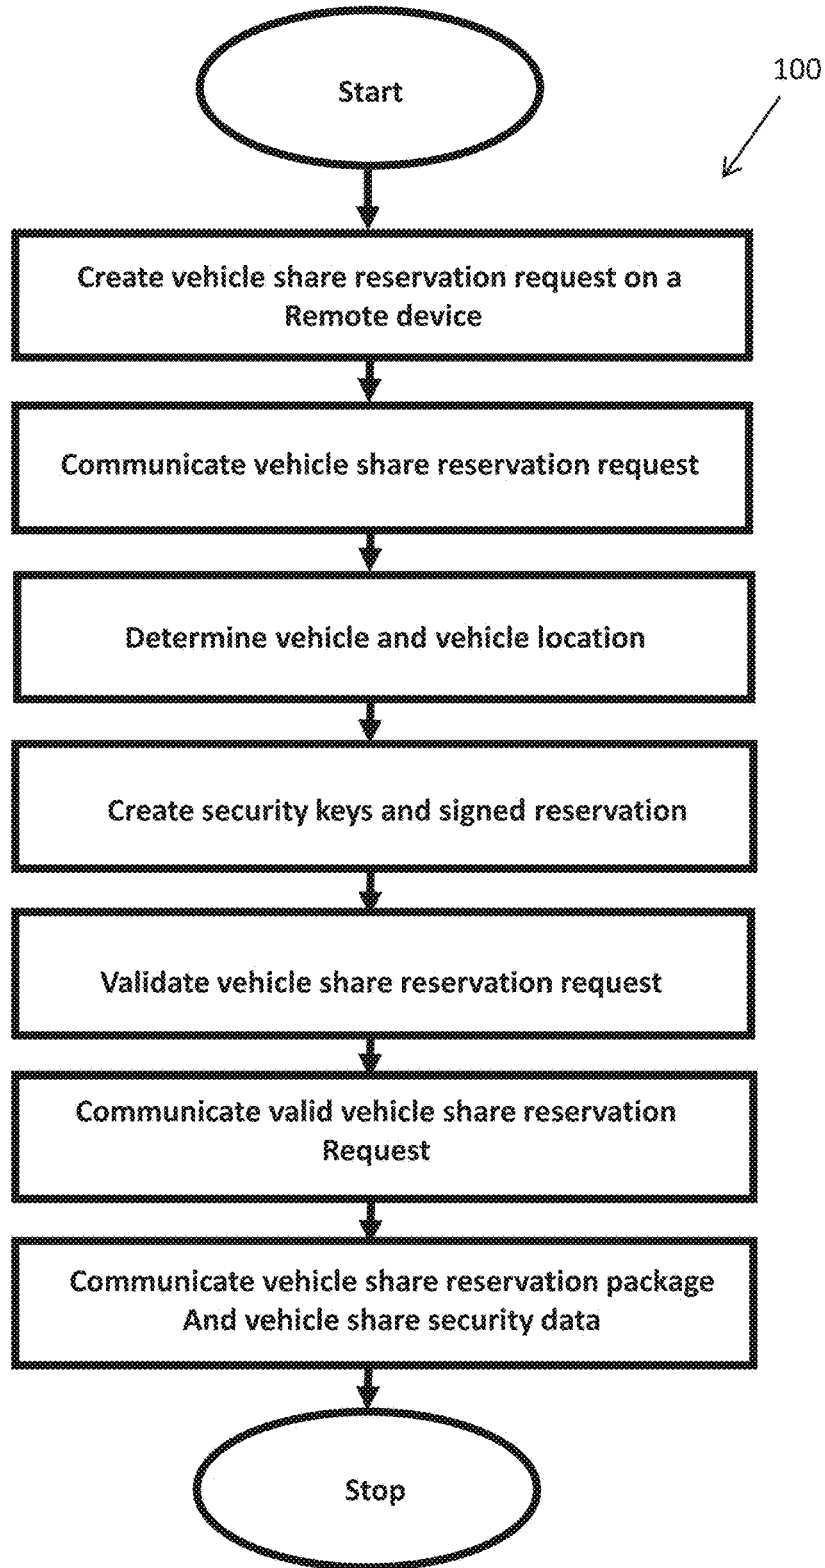 Start
100
Create vehicle share reservation request on a
Remote device
Communicate vehicle share reservation request
Determine vehicle and vehicle location
Create security keys and signed reservation
Validate vehicle share reservation request
Communicate valid vehicle share reservation
Request
Communicate vehicle share reservation package
And vehicle share security data
Stop